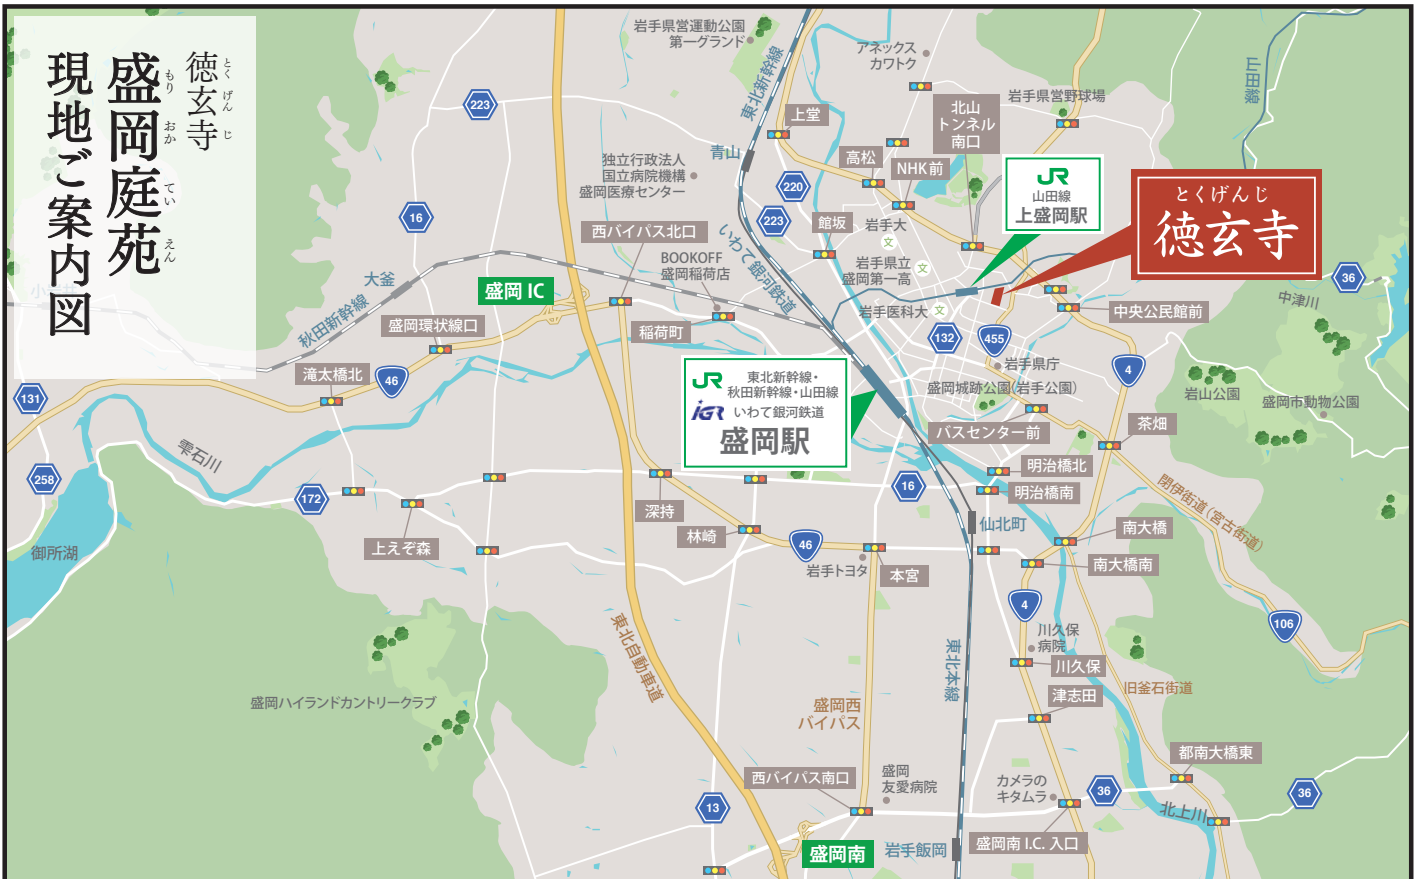 徳玄寺
とく げん じ
盛岡庭苑
もり おか てい えん
現地ご案内図
岩手県営運動公園
第一グランド
東北新幹線
アネックス
カワトク
山田線
岩手県営野球場
北山
トンネル
南口
上堂
青山
高松
NHK前
223
220
223
16
独立行政法人
国立病院機構
盛岡医療センター
館坂
岩手大
文
JR
山田線
上盛岡駅
とくげんじ
徳玄寺
西バイパス北口
BOOKOFF
盛岡稲荷店
いわて銀河鉄道
岩手県立
盛岡第一高
文
岩手医科大
文
大釜
小岩井
秋田新幹線
盛岡 IC
盛岡環状線口
稲荷町
中央公民館前
36
中津川
132
455
岩手県庁
4
盛岡城跡公園(岩手公園)
岩山公園
盛岡市動物公園
滝太橋北
46
131
JR
東北新幹線・
秋田新幹線・山田線
IGR
いわて銀河鉄道
盛岡駅
バスセンター前
茶畑
雫石川
258
172
明治橋北
明治橋南
16
閉伊街道(宮古街道)
深持
林崎
46
仙北町
南大橋
上えぞ森
御所湖
岩手トヨタ
本宮
南大橋南
4
106
東北自動車道
川久保
病院
川久保
東北本線
津志田
旧釜石街道
盛岡ハイランドカントリークラブ
盛岡西
バイパス
都南大橋東
西バイパス南口
盛岡
友愛病院
カメラの
キタムラ
36
36
13
北上川
盛岡南
岩手飯岡
盛岡南 I.C. 入口